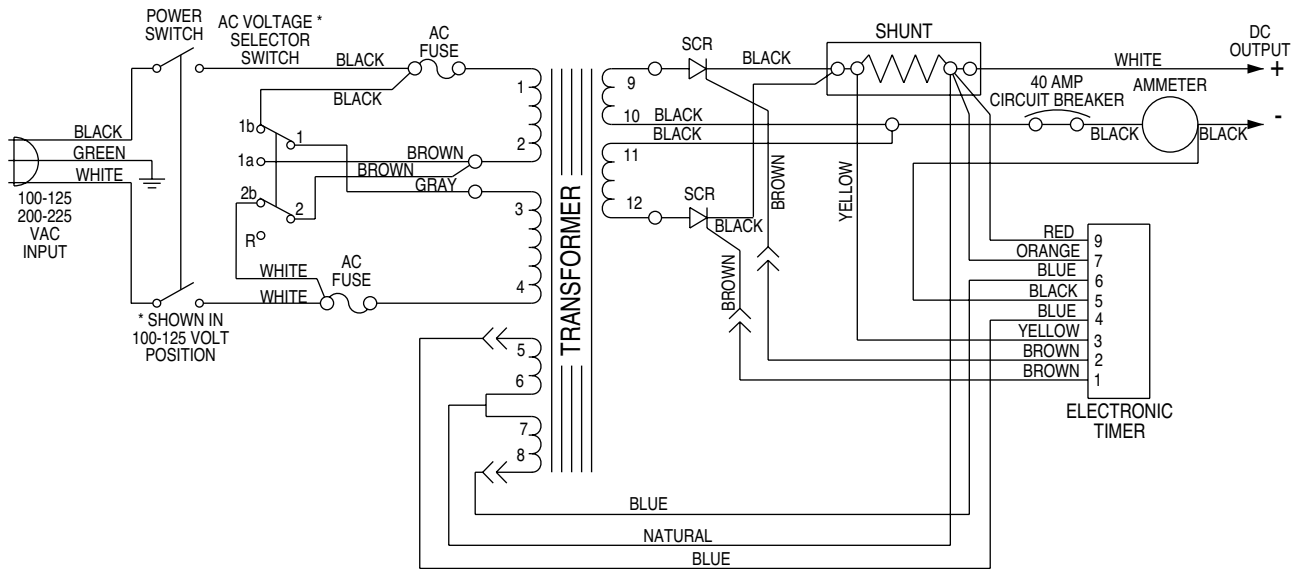 POWER
SWITCH
AC VOLTAGE *
SELECTOR
SWITCH
BLACK
AC
FUSE
BLACK
BLACK
GREEN
WHITE
100-125
200-225
VAC
INPUT
1b
1
1a
BROWN
BROWN
GRAY
2b
2
R
WHITE
WHITE
AC
FUSE
* SHOWN IN
100-125 VOLT
POSITION
1
2
3
4
5
6
7
8
TRANSFORMER
9
10
11
12
SCR
BLACK
BLACK
BLACK
SCR
BLACK
BROWN
BROWN
YELLOW
SHUNT
WHITE
DC
OUTPUT
+
-
40 AMP
CIRCUIT BREAKER
AMMETER
BLACK
BLACK
RED 9
ORANGE 7
BLUE 6
BLACK 5
BLUE 4
YELLOW 3
BROWN 2
BROWN 1
ELECTRONIC
TIMER
BLUE
NATURAL
BLUE